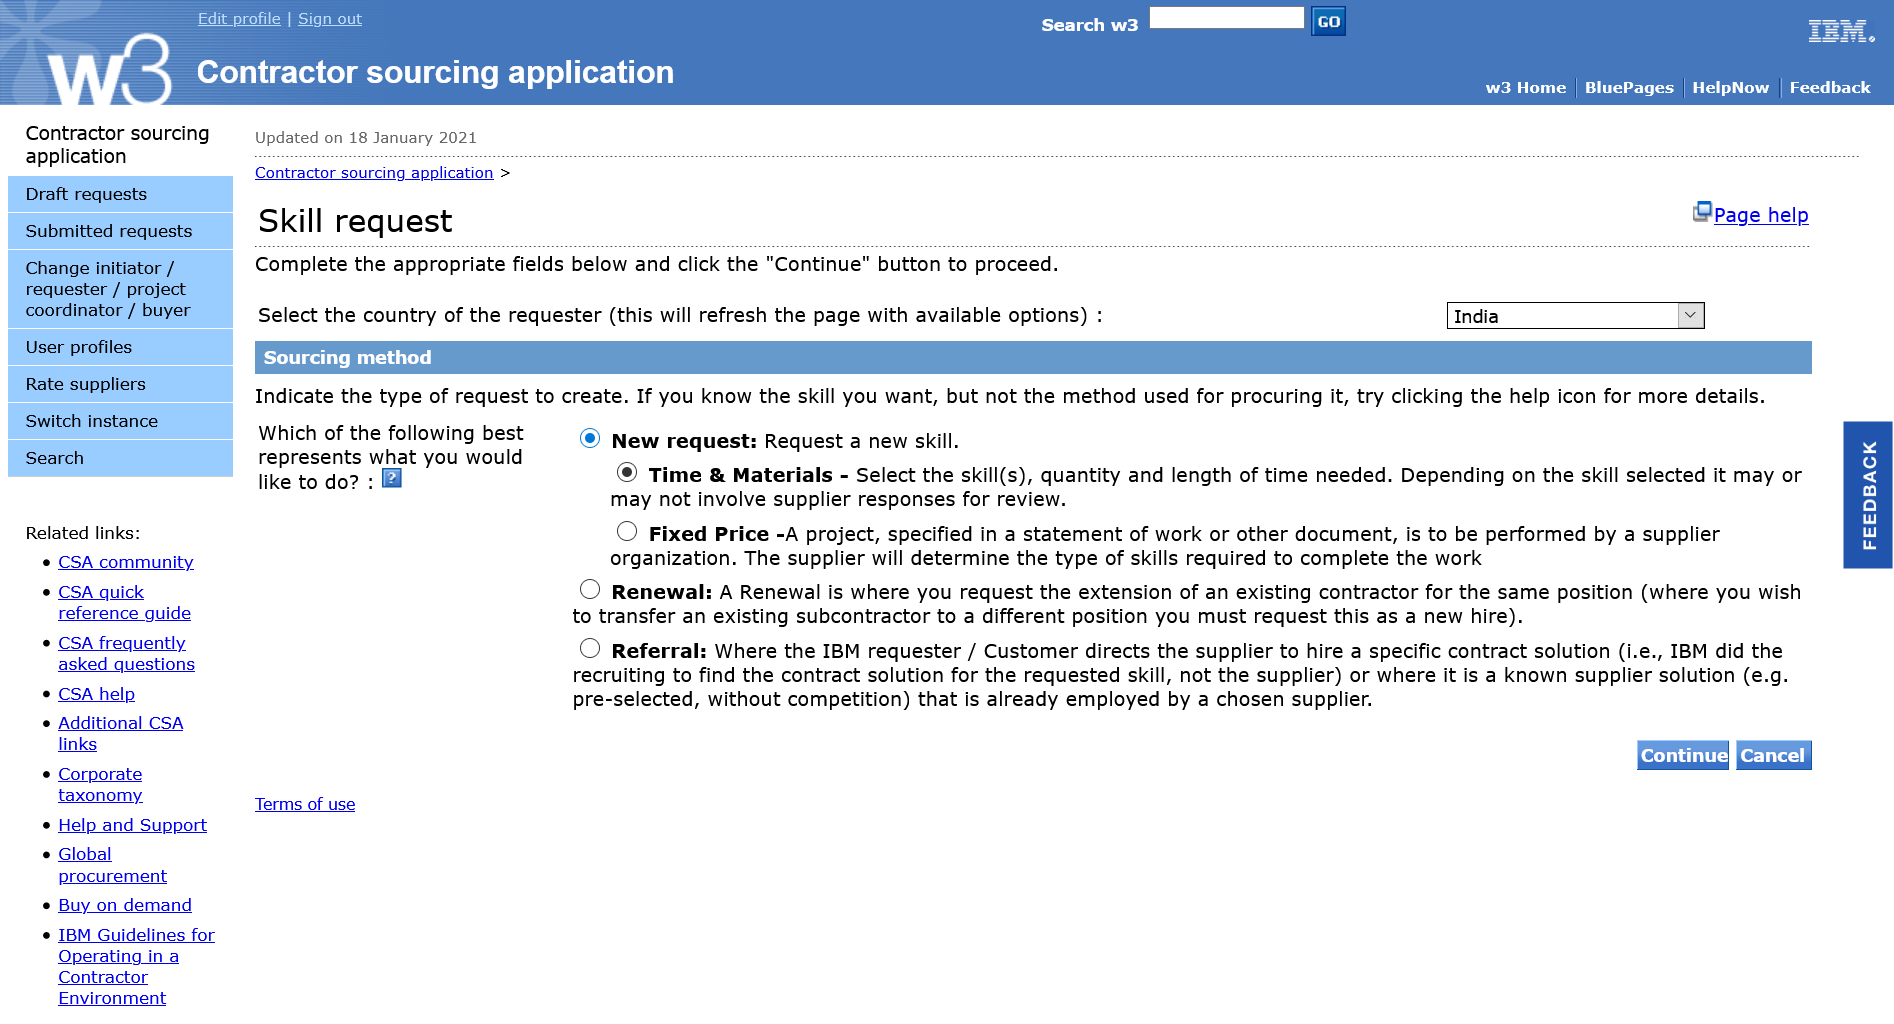 Edit profile | Sign out
Search w3 GO
IBM.
w3 Contractor sourcing application
w3 Home BluePages HelpNow Feedback
Contractor sourcing
application
Draft requests
Submitted requests
Change initiator /
requester / project
coordinator / buyer
User profiles
Rate suppliers
Switch instance
Search
Related links:
• CSA community
• CSA quick
reference guide
• CSA frequently
asked questions
• CSA help
• Additional CSA
links
• Corporate
taxonomy
• Help and Support
• Global
procurement
• Buy on demand
• IBM Guidelines for
Operating in a
Contractor
Environment
Updated on 18 January 2021
Contractor sourcing application >
Skill request
Page help
Complete the appropriate fields below and click the "Continue" button to proceed.
Select the country of the requester (this will refresh the page with available options) : India
Sourcing method
Indicate the type of request to create. If you know the skill you want, but not the method used for procuring it, try clicking the help icon for more details.
Which of the following best
represents what you would
like to do? : ?
New request: Request a new skill.
Time & Materials - Select the skill(s), quantity and length of time needed. Depending on the skill selected it may or
may not involve supplier responses for review.
Fixed Price -A project, specified in a statement of work or other document, is to be performed by a supplier
organization. The supplier will determine the type of skills required to complete the work
Renewal: A Renewal is where you request the extension of an existing contractor for the same position (where you wish
to transfer an existing subcontractor to a different position you must request this as a new hire).
Referral: Where the IBM requester / Customer directs the supplier to hire a specific contract solution (i.e., IBM did the
recruiting to find the contract solution for the requested skill, not the supplier) or where it is a known supplier solution (e.g.
pre-selected, without competition) that is already employed by a chosen supplier.
Continue Cancel
Terms of use
FEEDBACK